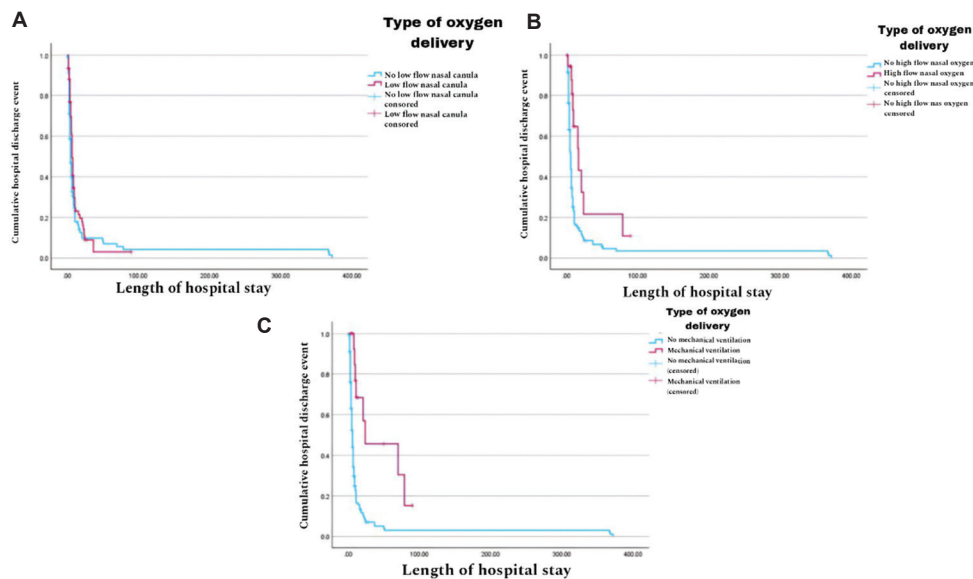 A
Type of oxygen
delivery
No low flow nasal canula
Low flow nasal canula
No low flow nasal canula
consored
Low flow nasal canula
consored
Cumulative hospital discharge event
1.0
0.8
0.6
0.4
0.2
0.0
.00 100.00 200.00 300.00 400.00
Length of hospital stay
B
Type of oxygen
delivery
No high flow nasal oxygen
High flow nasal oxygen
No high flow nasal oxygen
censored
No high flow nas oxygen
censored
Cumulative hospital discharge event
1.0
0.8
0.6
0.4
0.2
0.0
.00 100.00 200.00 300.00 400.00
Length of hospital stay
C
Type of oxygen
delivery
No mechanical ventilation
Mechanical ventilation
No mechanical ventilation
(censored)
Mechanical ventilation
(censored)
Cumulative hospital discharge event
1.0
0.8
0.6
0.4
0.2
0.0
.00 100.00 200.00 300.00 400.00
Length of hospital stay